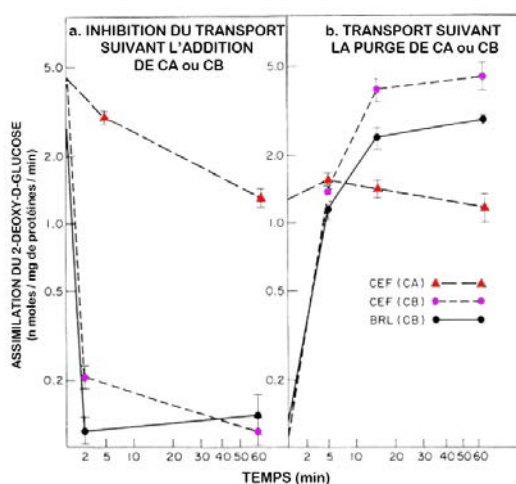 a. INHIBITION DU TRANSPORT
SUIVANT L'ADDITION
DE CA ou CB
b. TRANSPORT SUIVANT
LA PURGE DE CA ou CB
ASSIMILATION DU 2-DEOXY-D-GLUCOSE
(n moles / mg de protéines / min)
5.0
2.0
1.0
0.5
0.2
5.0
2.0
1.0
0.5
0.2
CEF (CA)
CEF (CB)
BRL (CB)
2 5 10 20 30 40 50 60
2 5 10 20 30 40 50 60
TEMPS (min)